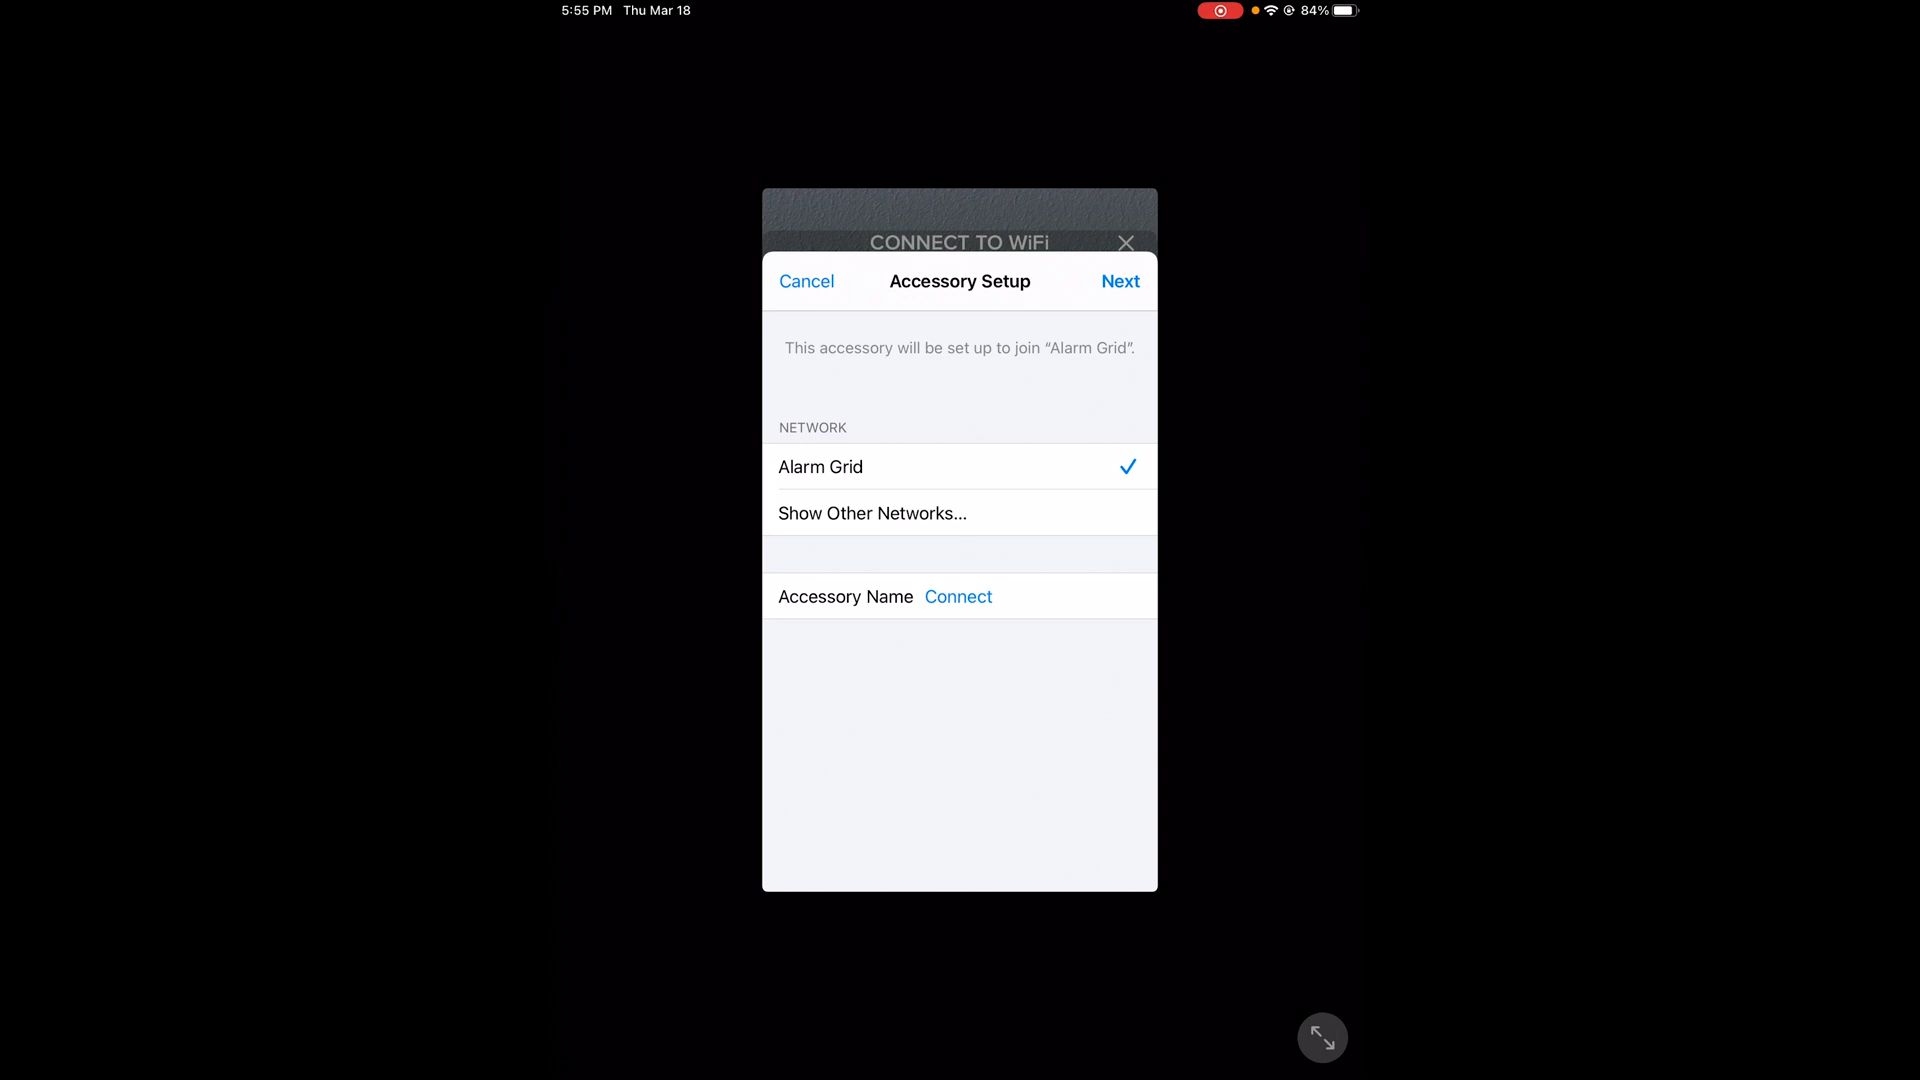 5:55 PM Thu Mar 18
84%
CONNECT TO WiFi
Cancel Accessory Setup Next
This accessory will be set up to join “Alarm Grid”.
NETWORK
Alarm Grid
Show Other Networks...
Accessory Name Connect